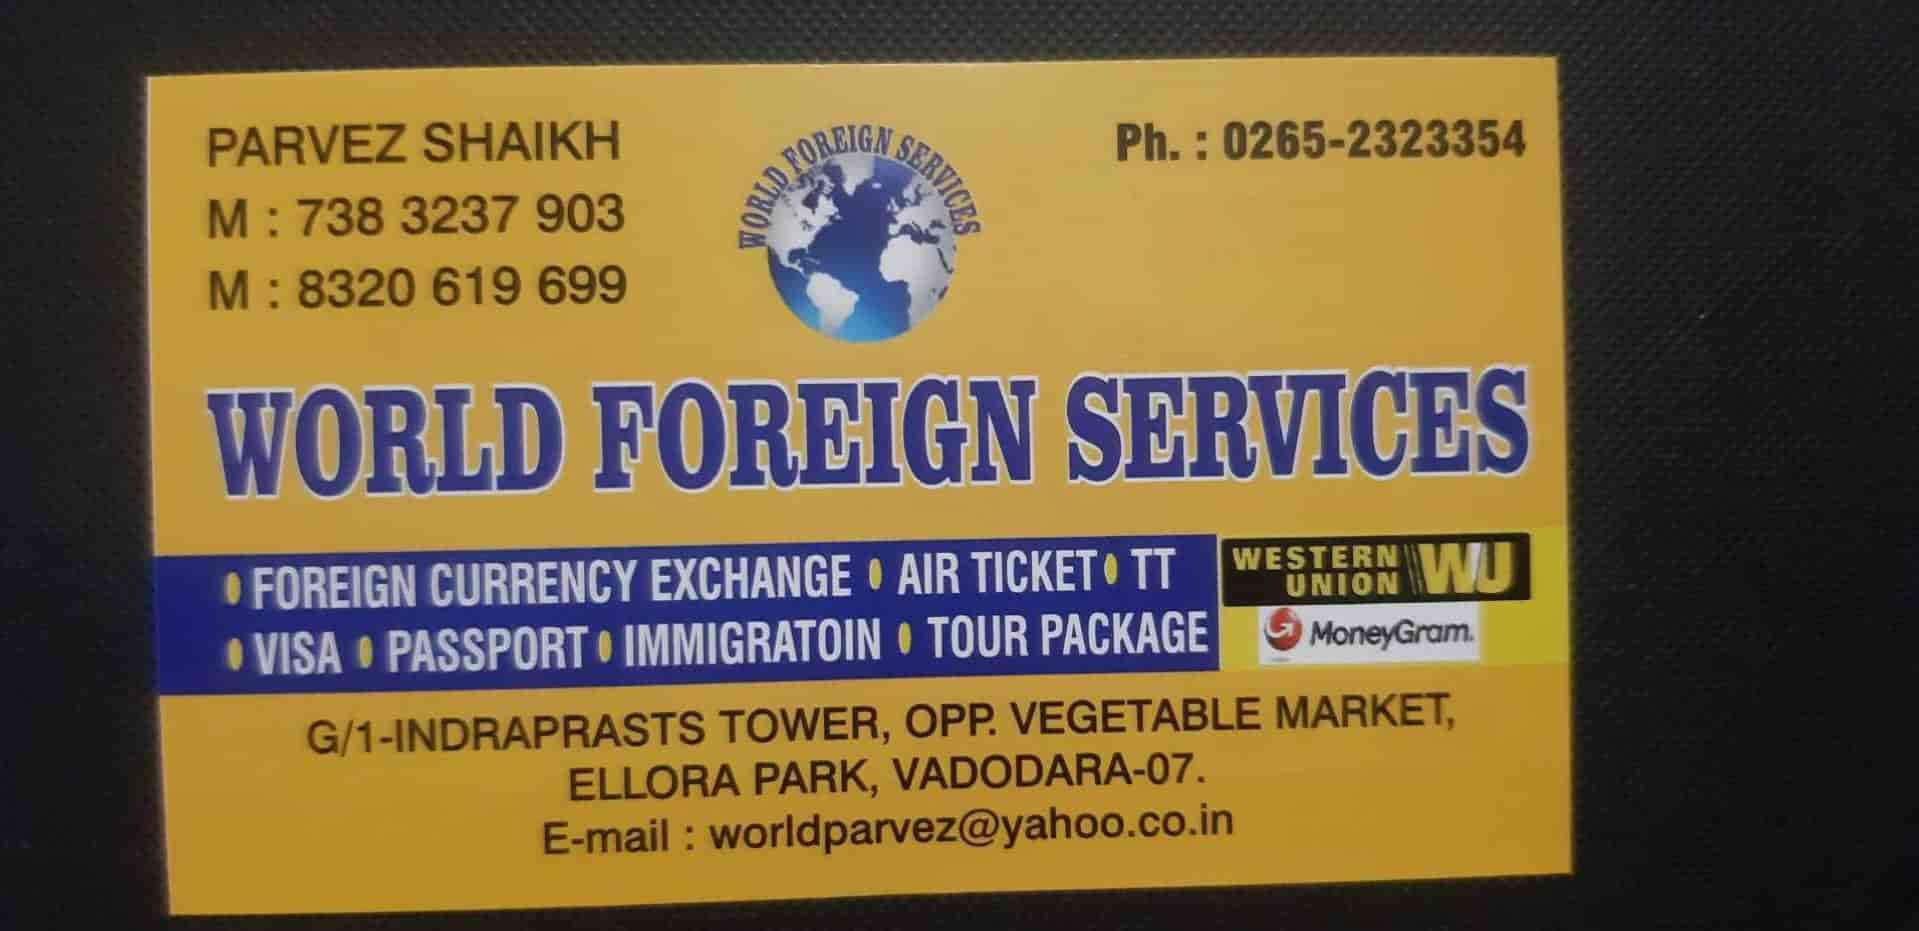 PARVEZ SHAIKH
M : 738 3237 903
M : 8320 619 699
WORLD FOREIGN SERVICES
Ph. : 0265-2323354
WORLD FOREIGN SERVICES
• FOREIGN CURRENCY EXCHANGE • AIR TICKET • TT
• VISA • PASSPORT • IMMIGRATOIN • TOUR PACKAGE
WESTERN
UNION WU
MoneyGram.
G/1-INDRAPRASTS TOWER, OPP. VEGETABLE MARKET,
ELLORA PARK, VADODARA-07.
E-mail : worldparvez@yahoo.co.in